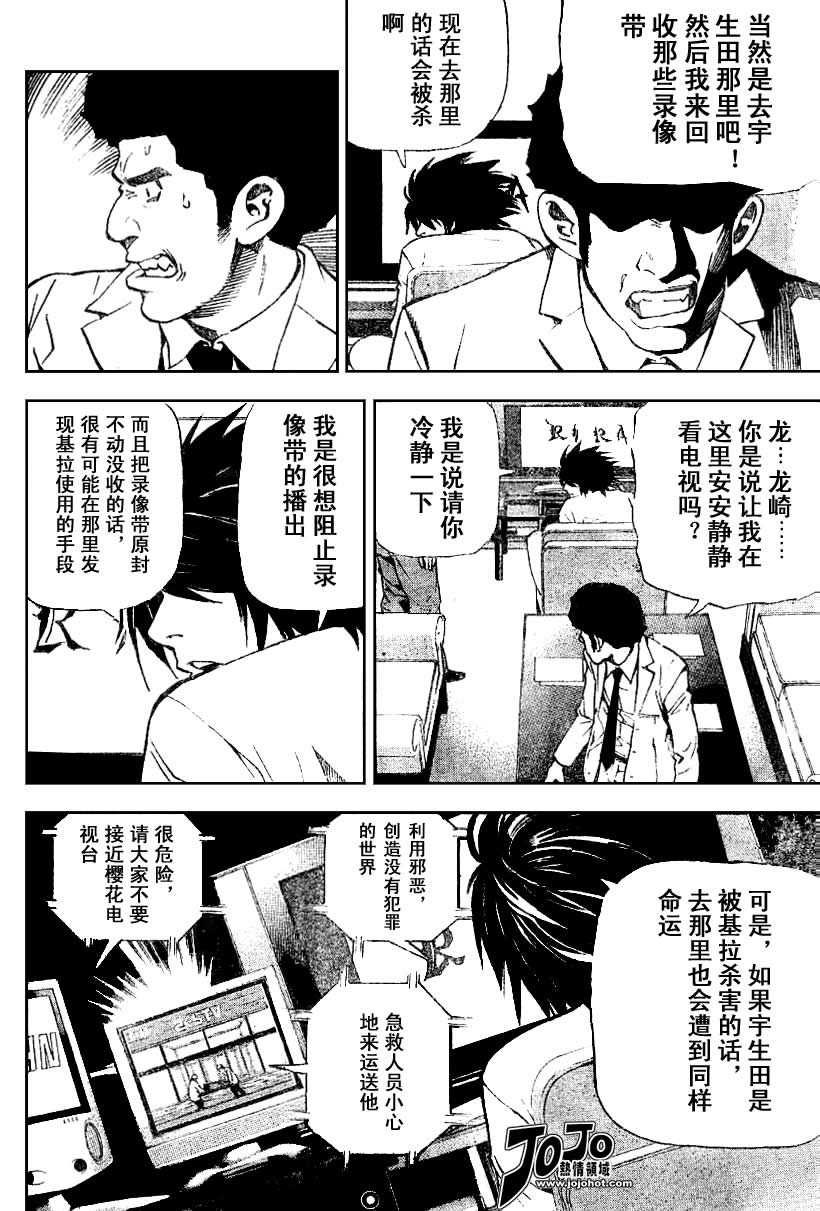 当然是去宇
生田那里吧！
然后我来回
收那些录像
带
现在去那里
的话会被杀
啊
龙…龙崎……
你是说让我在
这里安安静静
看电视吗？
我是说请你
冷静一下
我是很想阻止录
像带的播出
而且把录像带原封
不动没收的话，
很有可能在那里发
现基拉使用的手段
可是，如果宇生田是
被基拉杀害的话，
去那里也会遭到同样
命运
利用邪恶，
创造没有犯罪
的世界
急救人员小心
地来运送他
很危险，
请大家不要
接近樱花电
视台
JOJO
熱情領域
www.jojohot.com